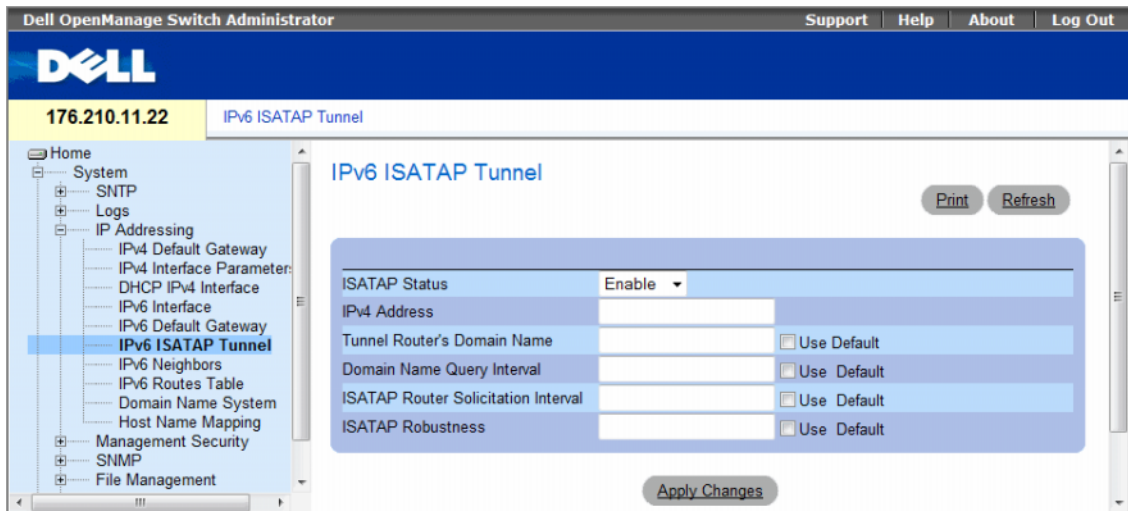 Dell OpenManage Switch Administrator
Support
Help
About
Log Out
DELL
176.210.11.22
IPv6 ISATAP Tunnel
Home
System
SNTP
Logs
IP Addressing
IPv4 Default Gateway
IPv4 Interface Parameter
DHCP IPv4 Interface
IPv6 Interface
IPv6 Default Gateway
IPv6 ISATAP Tunnel
IPv6 Neighbors
IPv6 Routes Table
Domain Name System
Host Name Mapping
Management Security
SNMP
File Management
IPv6 ISATAP Tunnel
Print
Refresh
ISATAP Status
Enable
IPv4 Address
Tunnel Router's Domain Name
Use Default
Domain Name Query Interval
Use Default
ISATAP Router Solicitation Interval
Use Default
ISATAP Robustness
Use Default
Apply Changes